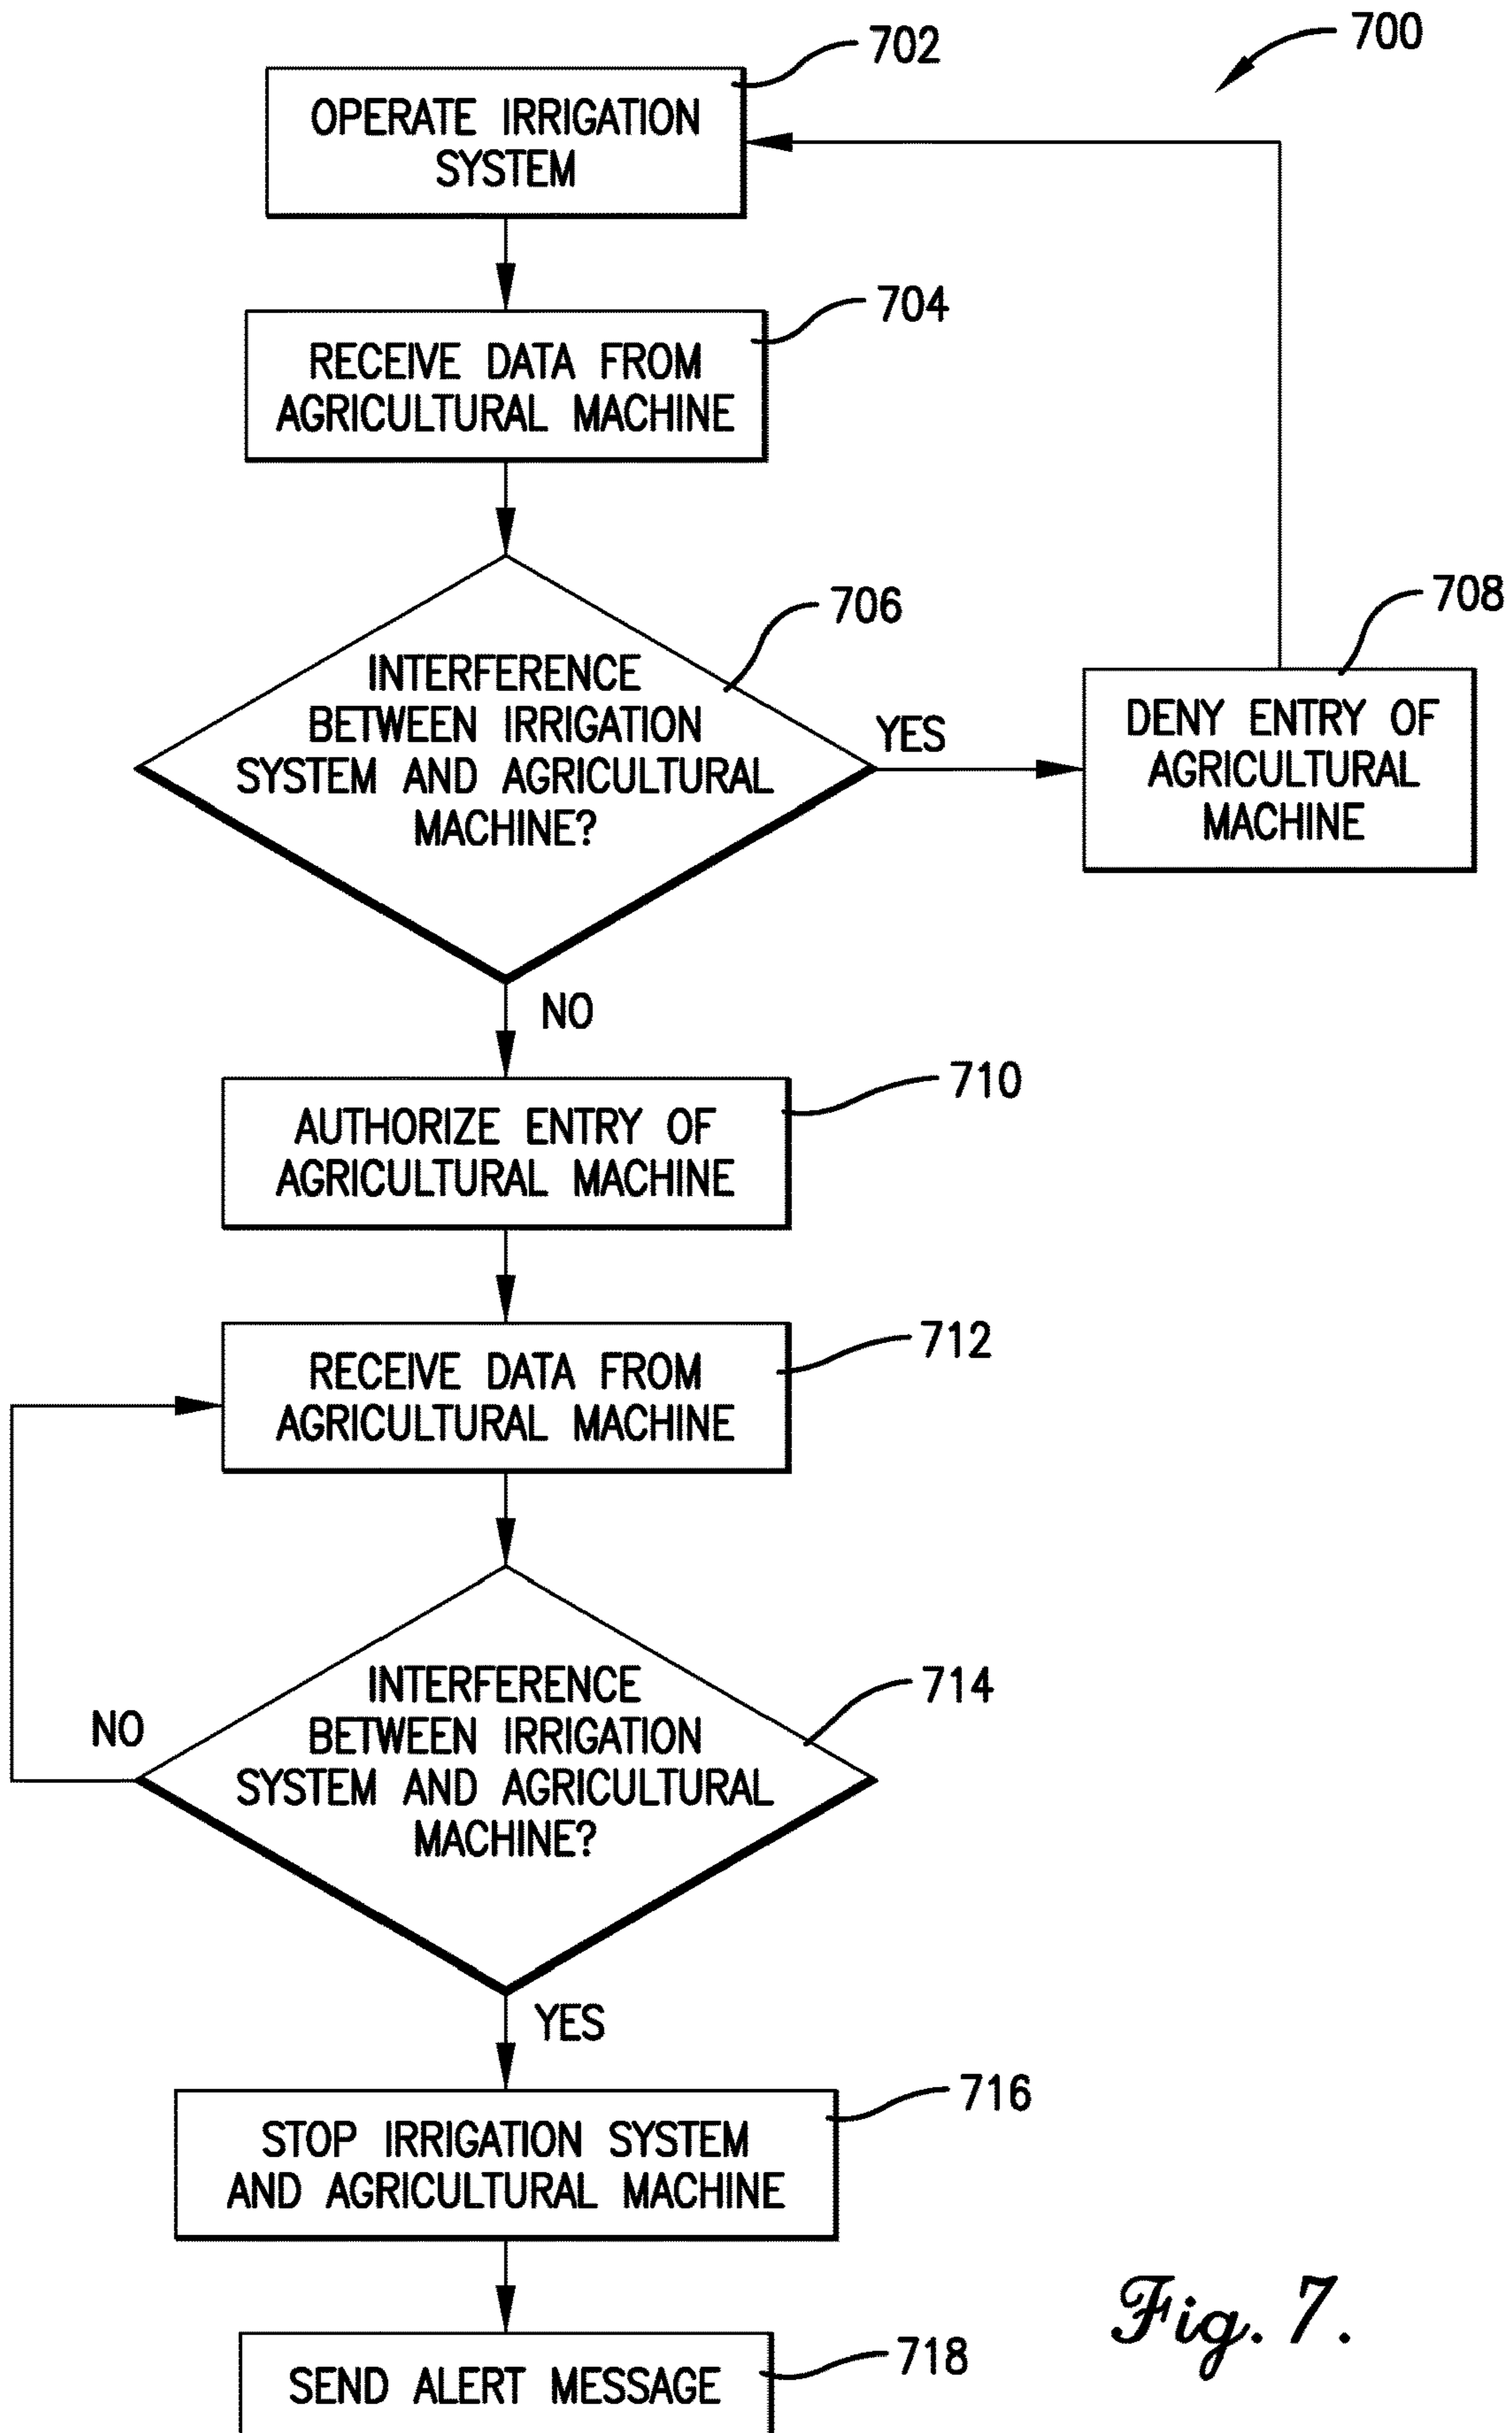 700
702
OPERATE IRRIGATION
SYSTEM
704
RECEIVE DATA FROM
AGRICULTURAL MACHINE
706
INTERFERENCE
BETWEEN IRRIGATION
SYSTEM AND AGRICULTURAL
MACHINE?
YES
708
DENY ENTRY OF
AGRICULTURAL
MACHINE
NO
710
AUTHORIZE ENTRY OF
AGRICULTURAL MACHINE
712
RECEIVE DATA FROM
AGRICULTURAL MACHINE
714
INTERFERENCE
BETWEEN IRRIGATION
SYSTEM AND AGRICULTURAL
MACHINE?
NO
YES
716
STOP IRRIGATION SYSTEM
AND AGRICULTURAL MACHINE
718
SEND ALERT MESSAGE
Fig. 7.